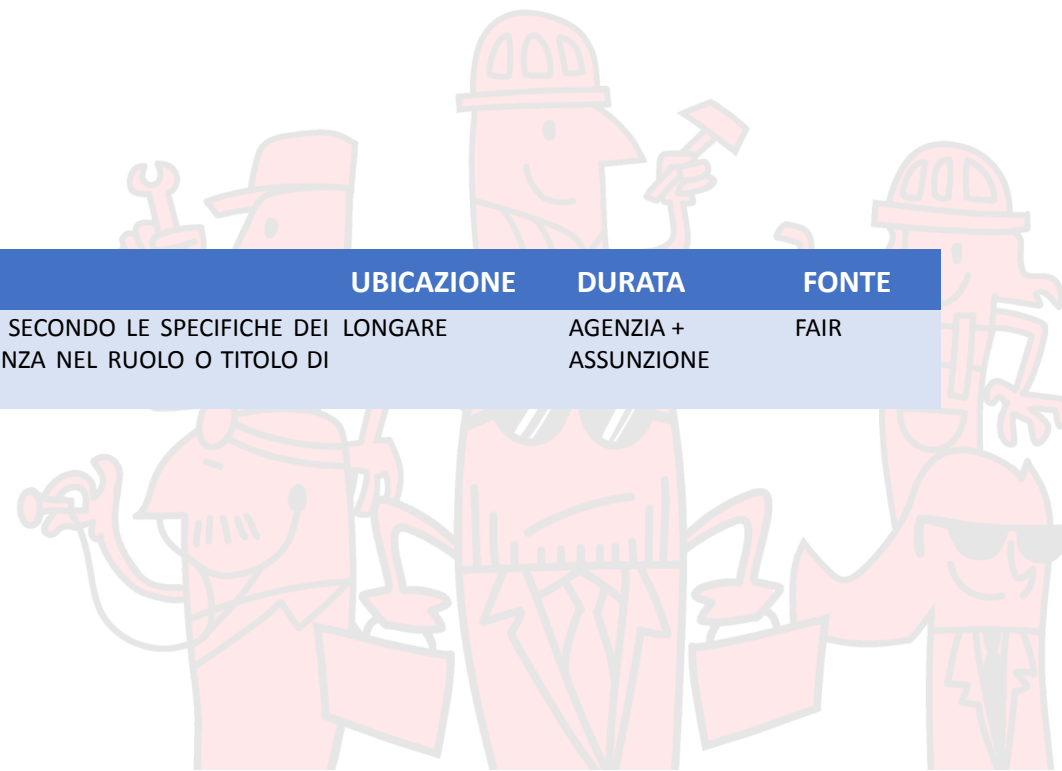 UBICAZIONE DURATA FONTE
SECONDO LE SPECIFICHE DEI LONGARE AGENZIA + FAIR
NZA NEL RUOLO O TITOLO DI ASSUNZIONE